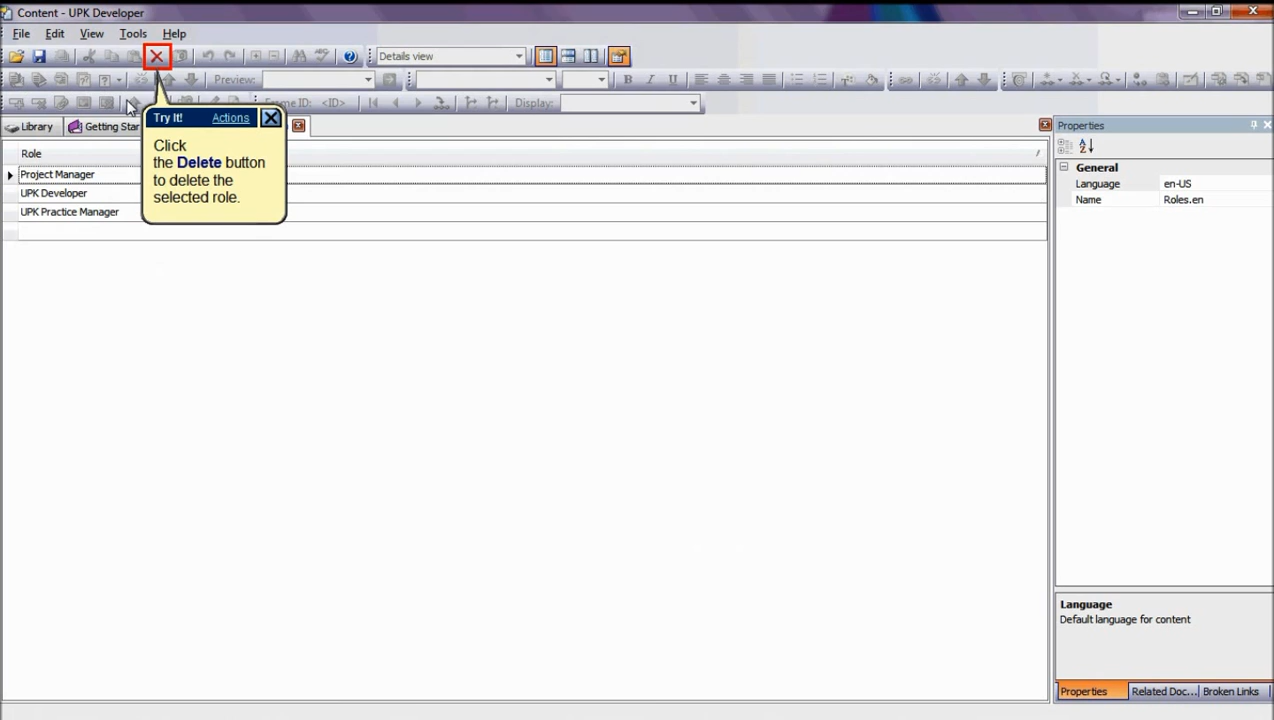 Content - UPK Developer
File Edit View Tools Help
Details view
Preview:
B I U
Frame ID: <ID>
Display:
Try It! Actions
Click
the Delete button
to delete the
selected role.
Library
Getting Star
Role
Project Manager
UPK Developer
UPK Practice Manager
Properties
General
Language en-US
Name Roles.en
Language
Default language for content
Properties Related Doc... Broken Links